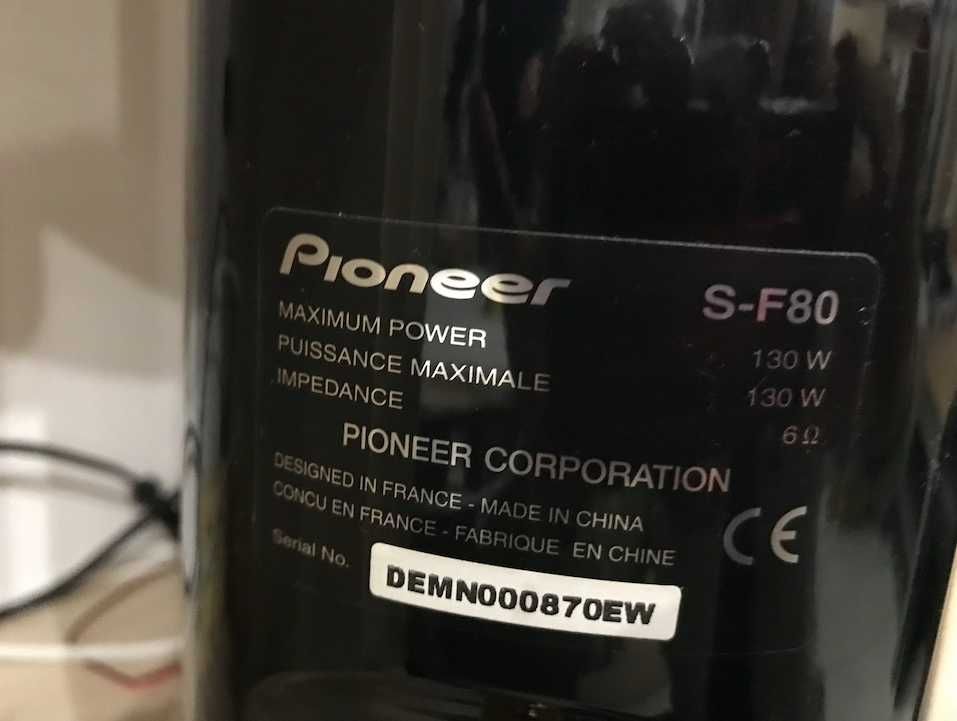 Pioneer S-F80
MAXIMUM POWER 130 W
PUISSANCE MAXIMALE 130 W
IMPEDANCE 6Ω
PIONEER CORPORATION
DESIGNED IN FRANCE - MADE IN CHINA
CONCU EN FRANCE - FABRIQUE EN CHINE
CE
Serial No. DEMN000870EW